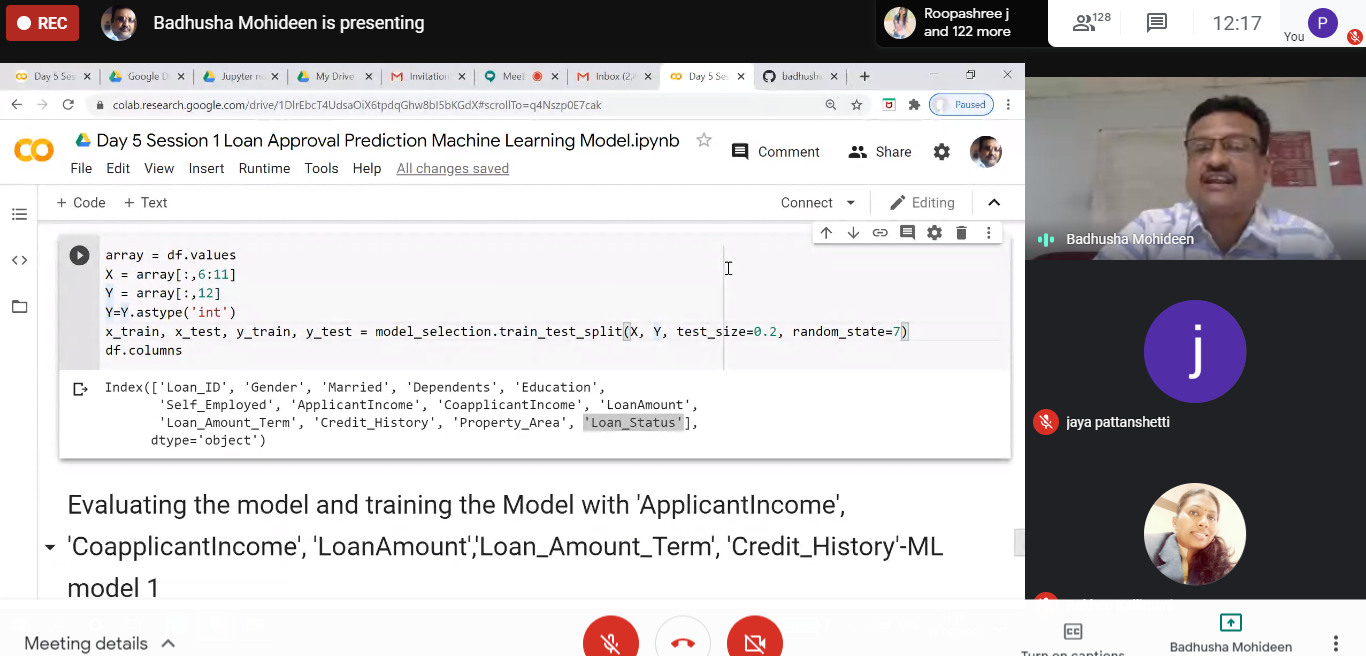 REC
Badhusha Mohideen is presenting
Roopashree j
and 122 more
128
12:17
You
P
Day 5 Ses
Google D
Jupyter n
My Drive
Invitation
Meet
Inbox (2,
Day 5 Se
badhush
colab.research.google.com/drive/1DIrEbcT4UdsaOiX6tpdqGhw8bI5bKGdX#scrollTo=q4Nszp0E7cak
Paused
CO
Day 5 Session 1 Loan Approval Prediction Machine Learning Model.ipynb
File Edit View Insert Runtime Tools Help All changes saved
Comment
Share
+ Code + Text
Connect
Editing
array = df.values
X = array[:,6:11]
Y = array[:,12]
Y=Y.astype('int')
x_train, x_test, y_train, y_test = model_selection.train_test_split(X, Y, test_size=0.2, random_state=7)
df.columns
Index(['Loan_ID', 'Gender', 'Married', 'Dependents', 'Education',
'Self_Employed', 'ApplicantIncome', 'CoapplicantIncome', 'LoanAmount',
'Loan_Amount_Term', 'Credit_History', 'Property_Area', 'Loan_Status'],
dtype='object')
Evaluating the model and training the Model with 'ApplicantIncome',
'CoapplicantIncome', 'LoanAmount','Loan_Amount_Term', 'Credit_History'-ML
model 1
Badhusha Mohideen
j
jaya pattanshetti
Meeting details
CC
Turn on captions
Badhusha Mohideen